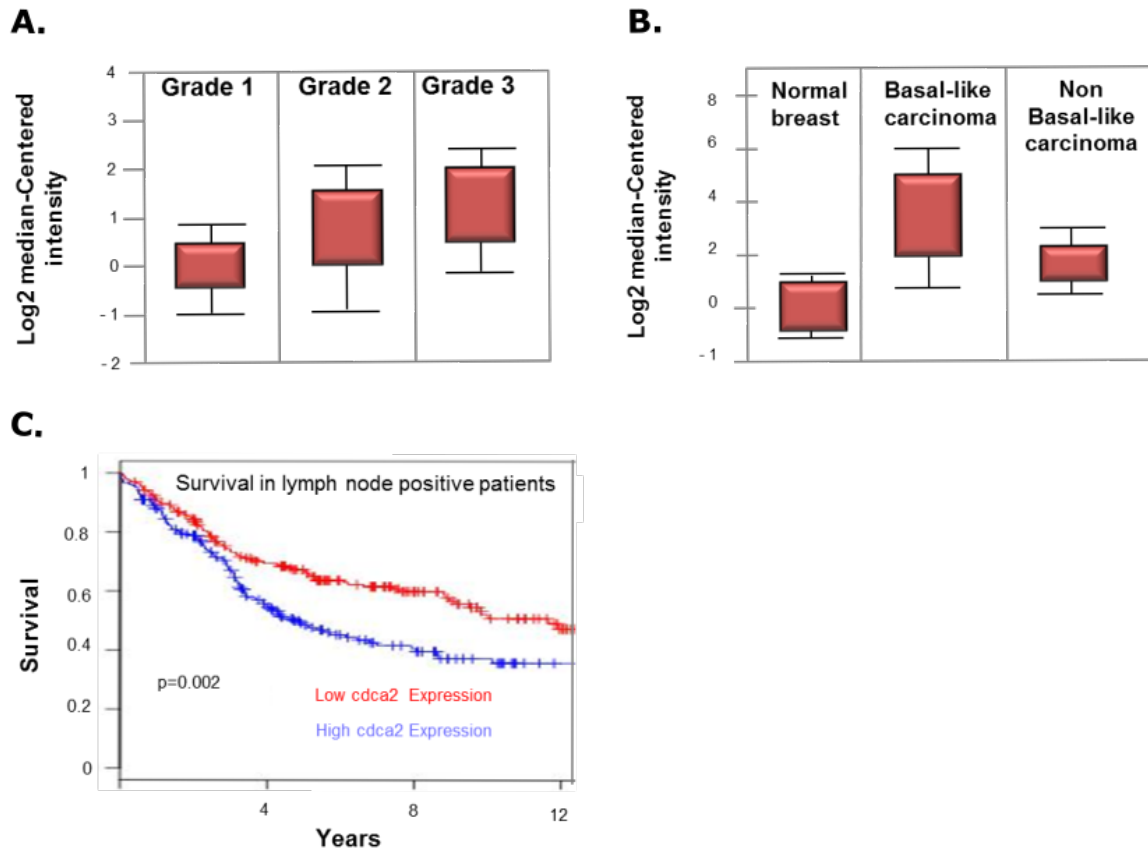 A.
Log2 median-Centered
intensity
4
3
2
1
0
- 1
- 2
Grade 1
Grade 2
Grade 3
B.
Log2 median-Centered
intensity
8
6
4
2
0
- 1
Normal
breast
Basal-like
carcinoma
Non
Basal-like
carcinoma
C.
Survival
1
0.8
0.6
0.4
0.2
0
Survival in lymph node positive patients
p=0.002
Low cdca2 Expression
High cdca2 Expression
4
8
12
Years